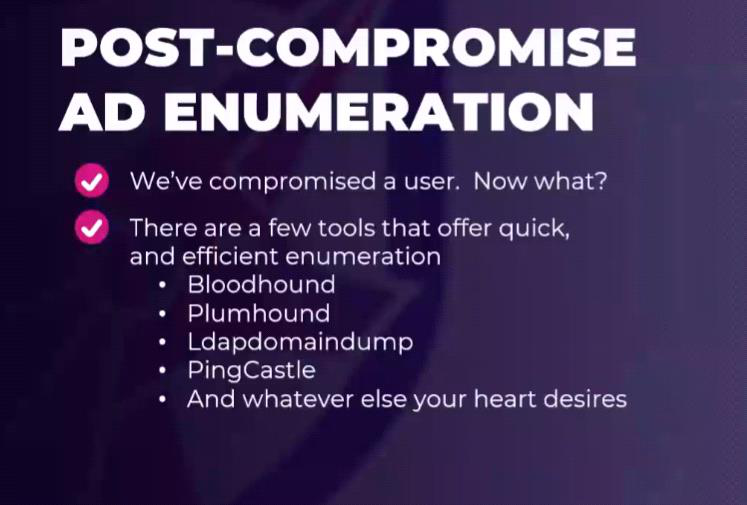 POST-COMPROMISE
AD ENUMERATION
We've compromised a user.  Now what?
There are a few tools that offer quick,
and efficient enumeration
• Bloodhound
• Plumhound
• Ldapdomaindump
• PingCastle
• And whatever else your heart desires